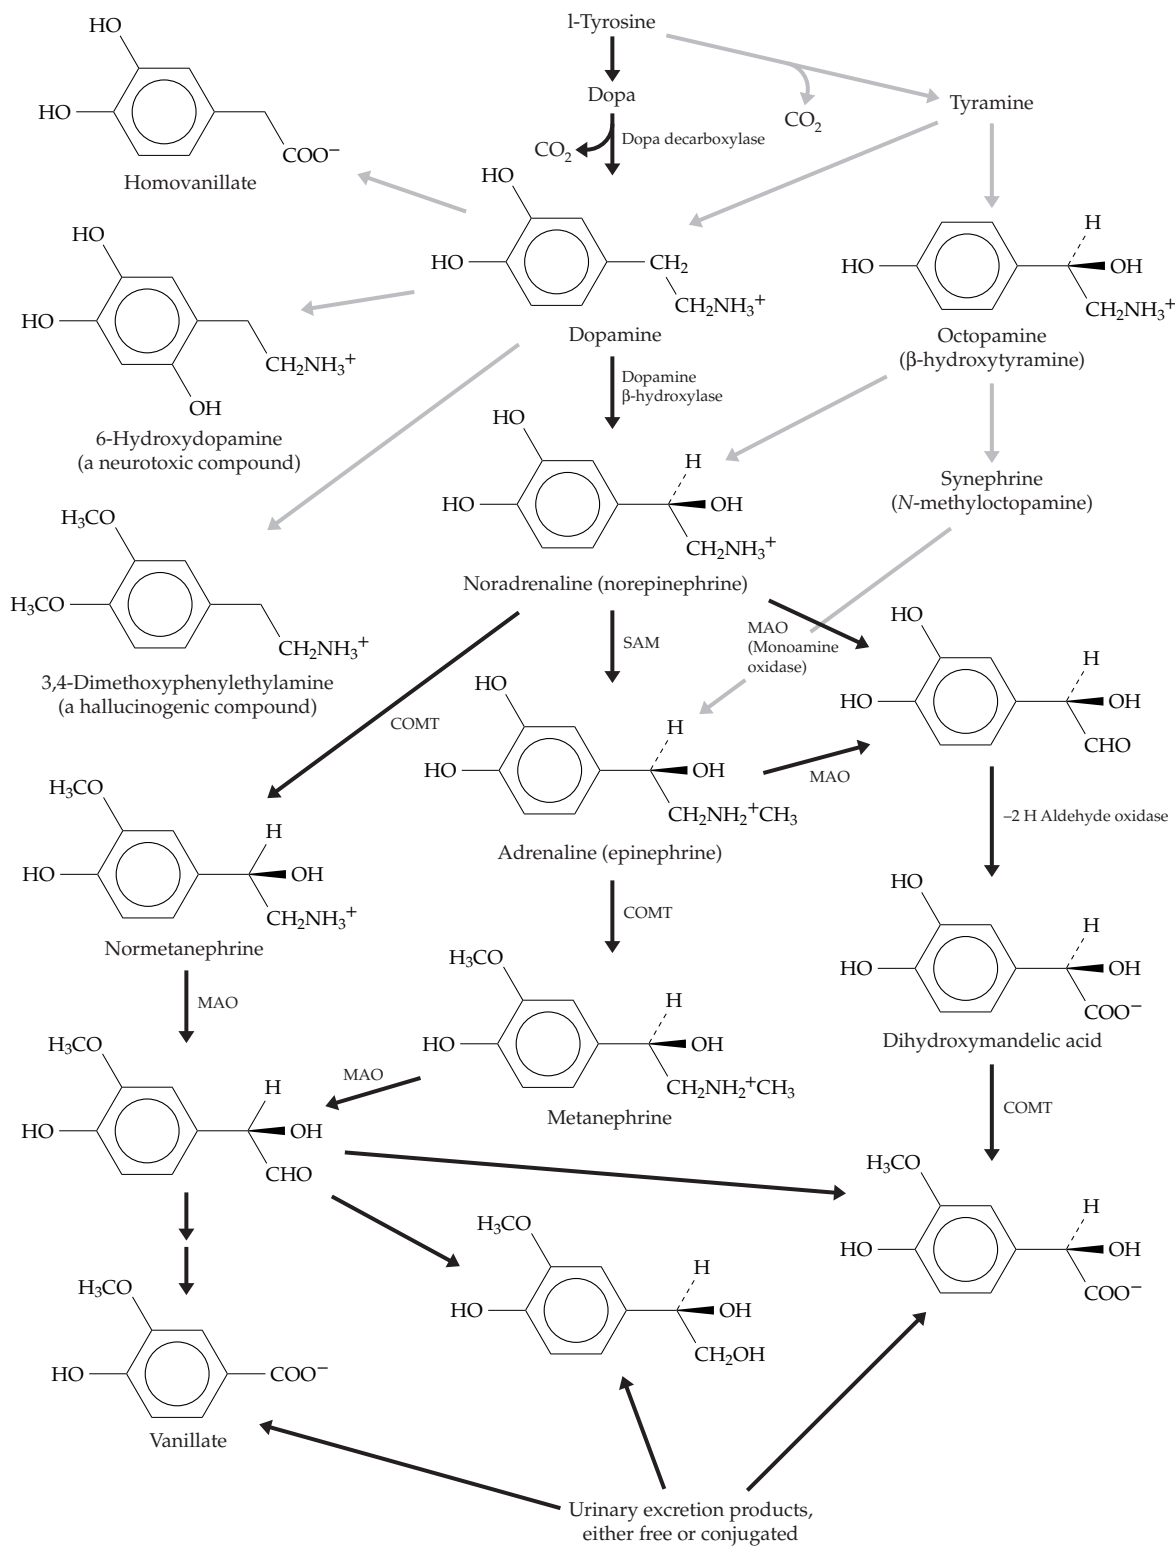 l-Tyrosine
Dopa
CO2
Dopa decarboxylase
CO2
Tyramine
HO
HO
COO−
Homovanillate
HO
HO
CH2
CH2NH3+
Dopamine
H
HO
OH
CH2NH3+
Octopamine
(β-hydroxytyramine)
HO
HO
CH2NH3+
OH
6-Hydroxydopamine
(a neurotoxic compound)
Dopamine
β-hydroxylase
HO
H
HO
OH
CH2NH3+
Noradrenaline (norepinephrine)
Synephrine
(N-methyloctopamine)
H3CO
H3CO
CH2NH3+
3,4-Dimethoxyphenylethylamine
(a hallucinogenic compound)
COMT
SAM
MAO
(Monoamine
oxidase)
HO
H
HO
OH
CHO
HO
H
HO
OH
CH2NH2+CH3
Adrenaline (epinephrine)
MAO
–2 H Aldehyde oxidase
H3CO
H
HO
OH
CH2NH3+
Normetanephrine
MAO
COMT
HO
H
HO
OH
COO−
Dihydroxymandelic acid
COMT
H3CO
H
HO
OH
CH2NH2+CH3
Metanephrine
MAO
H3CO
H
HO
OH
CHO
H3CO
H
HO
OH
COO−
H3CO
H
HO
OH
CH2OH
H3CO
HO
COO−
Vanillate
Urinary excretion products,
either free or conjugated